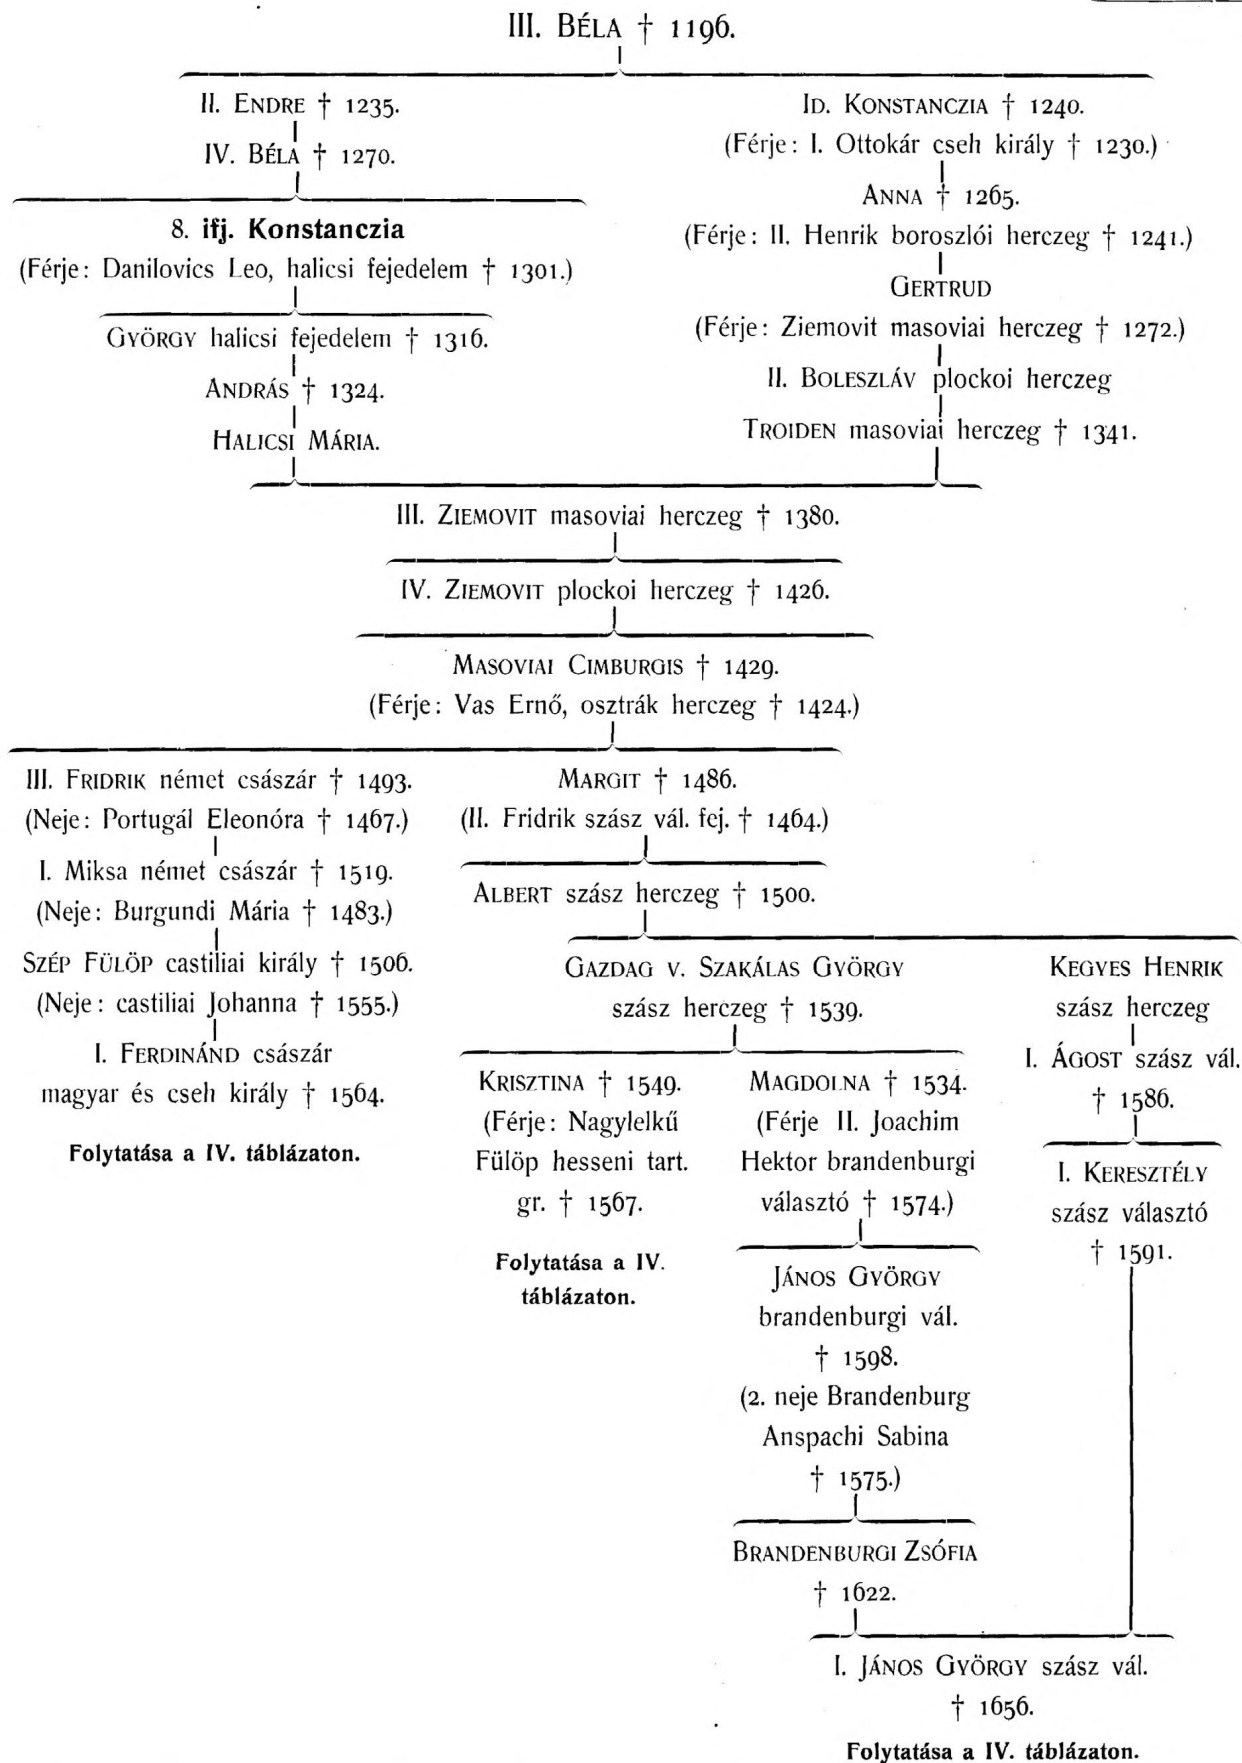 III. BÉLA † 1196.
II. ENDRE † 1235.
IV. BÉLA † 1270.
8. ifj. Konstanczia
(Férje: Danilovics Leo, halicsi fejedelem † 1301.)
GYÖRGY halicsi fejedelem † 1316.
ANDRÁS † 1324.
HALICSI MÁRIA.
ID. KONSTANCZIA † 1240.
(Férje: I. Ottokár cseh király † 1230.)
ANNA † 1265.
(Férje: II. Henrik boroszlói herczeg † 1241.)
GERTRUD
(Férje: Ziemovit masoviai herczeg † 1272.)
II. BOLESZLÁV plockoi herczeg
TROIDEN masoviai herczeg † 1341.
III. ZIEMOVIT masoviai herczeg † 1380.
IV. ZIEMOVIT plockoi herczeg † 1426.
MASOVIAI CIMBURGIS † 1429.
(Férje: Vas Ernő, osztrák herczeg † 1424.)
III. FRIDRIK német császár † 1493.
(Neje: Portugál Eleonóra † 1467.)
I. Miksa német császár † 1519.
(Neje: Burgundi Mária † 1483.)
SZÉP FÜLÖP castiliai király † 1506.
(Neje: castiliai Johanna † 1555.)
I. FERDINÁND császár
magyar és cseh király † 1564.
Folytatása a IV. táblázaton.
MARGIT † 1486.
(II. Fridrik szász vál. fej. † 1464.)
ALBERT szász herczeg † 1500.
GAZDAG V. SZAKÁLAS GYÖRGY
szász herczeg † 1539.
KRISZTINA † 1549.
(Férje: Nagylelkű
Fülöp hesseni tart.
gr. † 1567.
Folytatása a IV.
táblázaton.
MAGDOLNA † 1534.
(Férje II. Joachim
Hektor brandenburgi
választó † 1574.)
JÁNOS GYÖRGY
brandenburgi vál.
† 1598.
(2. neje Brandenburg
Anspachi Sabina
† 1575.)
BRANDENBURGI ZSÓFIA
† 1622.
KEGYES HENRIK
szász herczeg
I. ÁGOST szász vál.
† 1586.
I. KERESZTÉLY
szász választó
† 1591.
I. JÁNOS GYÖRGY szász vál.
† 1656.
Folytatása a IV. táblázaton.